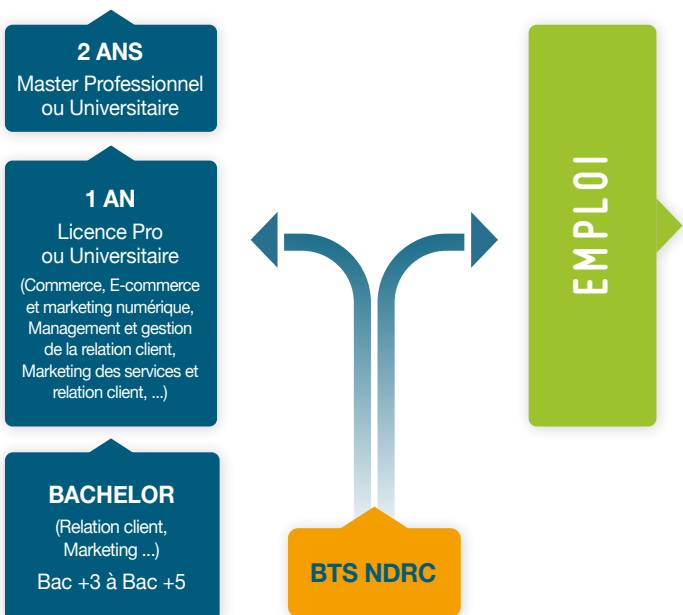 2 ANS
Master Professionnel
ou Universitaire
1 AN
Licence Pro
ou Universitaire
(Commerce, E-commerce
et marketing numérique,
Management et gestion
de la relation client,
Marketing des services et
relation client, ...)
BACHELOR
(Relation client,
Marketing ...)
Bac +3 à Bac +5
BTS NDRC
EMPLOI